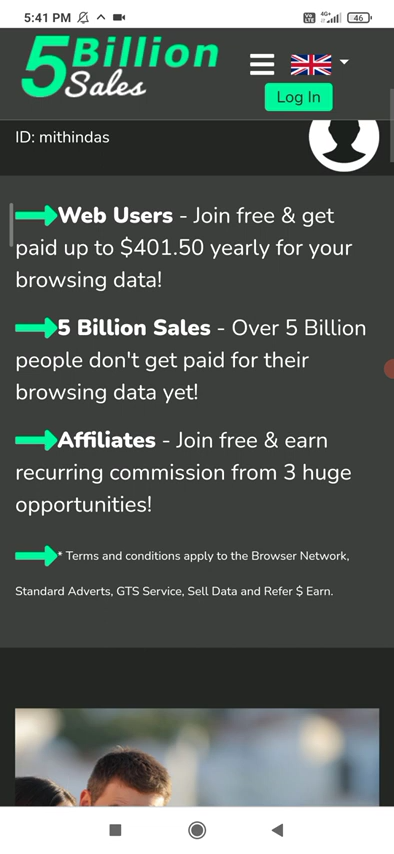 5:41 PM
4G+
46
5 Billion
Sales
Log In
ID: mithindas
Web Users - Join free & get
paid up to $401.50 yearly for your
browsing data!
5 Billion Sales - Over 5 Billion
people don't get paid for their
browsing data yet!
Affiliates - Join free & earn
recurring commission from 3 huge
opportunities!
* Terms and conditions apply to the Browser Network,
Standard Adverts, GTS Service, Sell Data and Refer $ Earn.